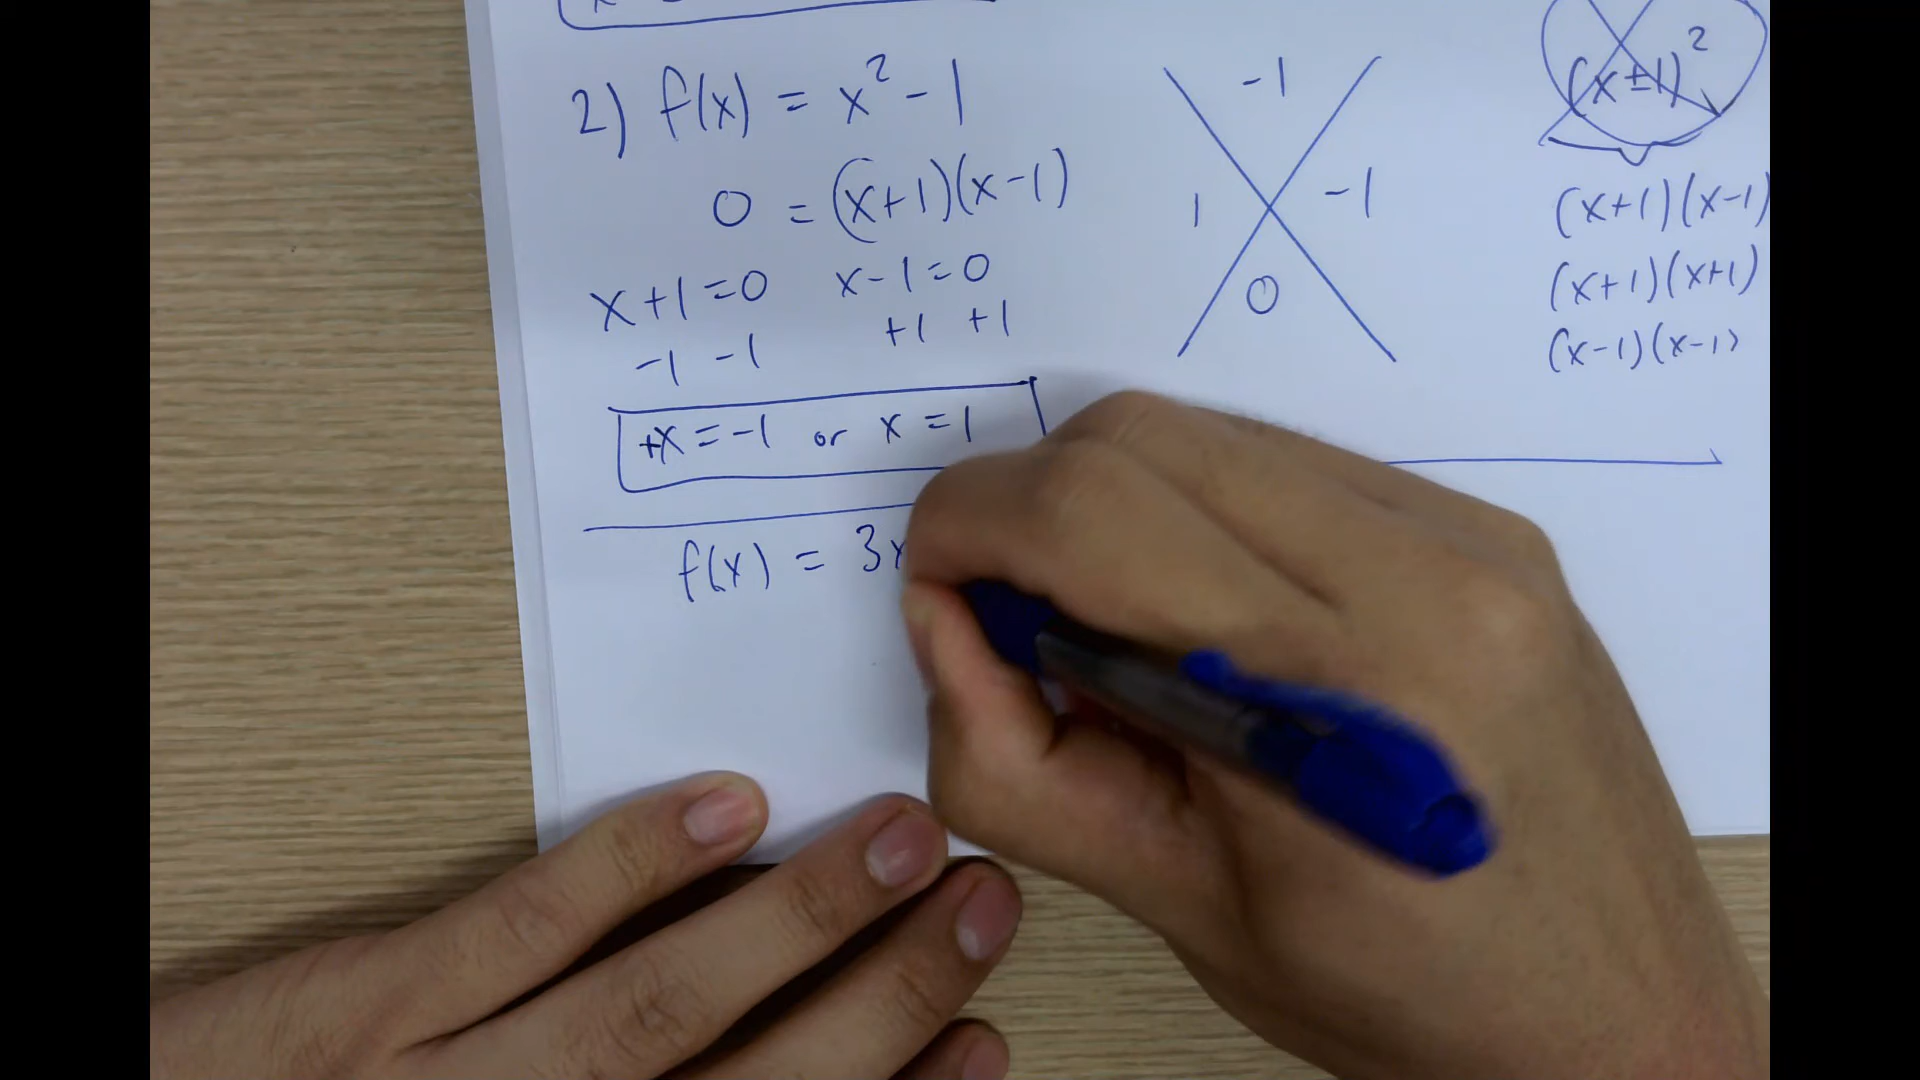 2) f(x) = x² - 1
0 = (x+1)(x-1)
x+1=0 x-1=0
-1 -1 +1 +1
+x = -1 or x = 1
f(x) = 3x
-1
1 -1
0
(x±1)²
(x+1)(x-1)
(x+1)(x+1)
(x-1)(x-1)